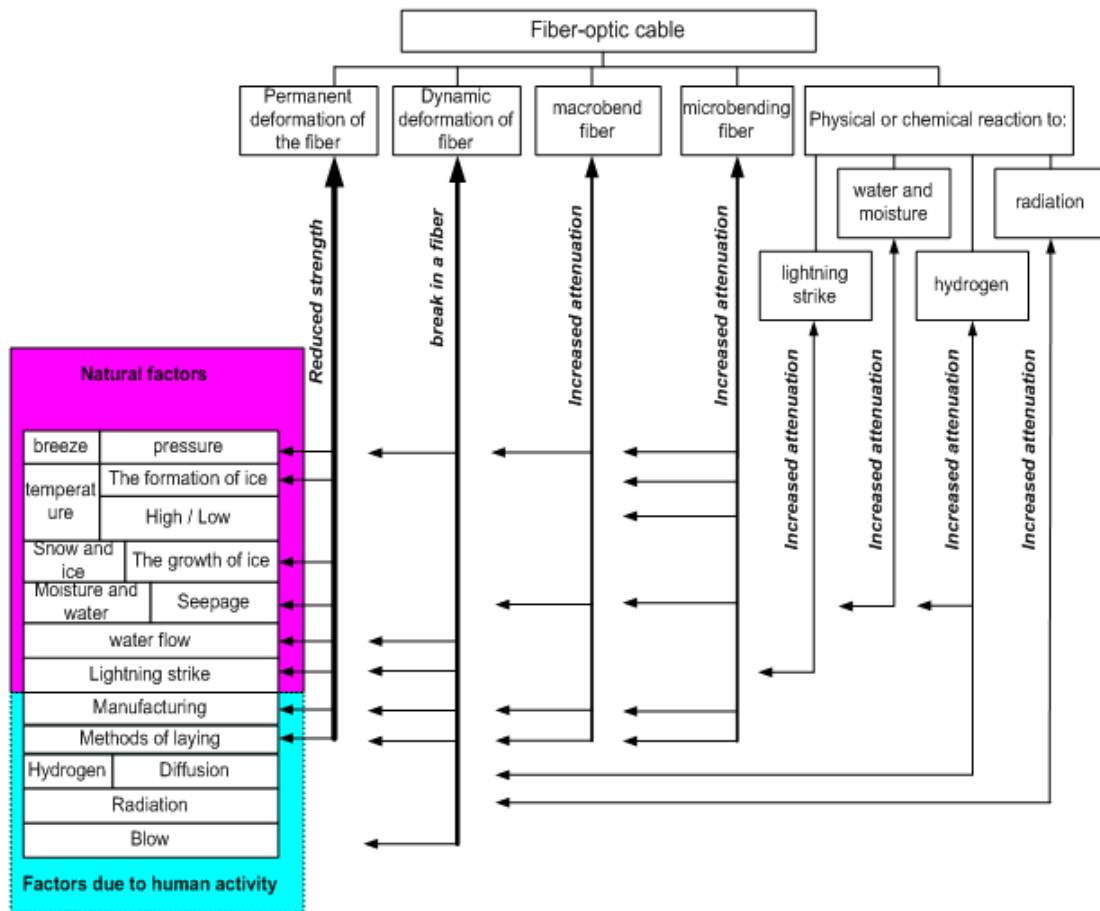 Fiber-optic cable
Permanent
deformation of
the fiber
Dynamic
deformation of
fiber
macrobend
fiber
microbending
fiber
Physical or chemical reaction to:
water and
moisture
radiation
lightning
strike
hydrogen
Reduced strength
break in a fiber
Increased attenuation
Increased attenuation
Increased attenuation
Increased attenuation
Increased attenuation
Increased attenuation
Natural factors
breeze
pressure
temperat
ure
The formation of ice
High / Low
Snow and
ice
The growth of ice
Moisture and
water
Seepage
water flow
Lightning strike
Manufacturing
Methods of laying
Hydrogen
Diffusion
Radiation
Blow
Factors due to human activity